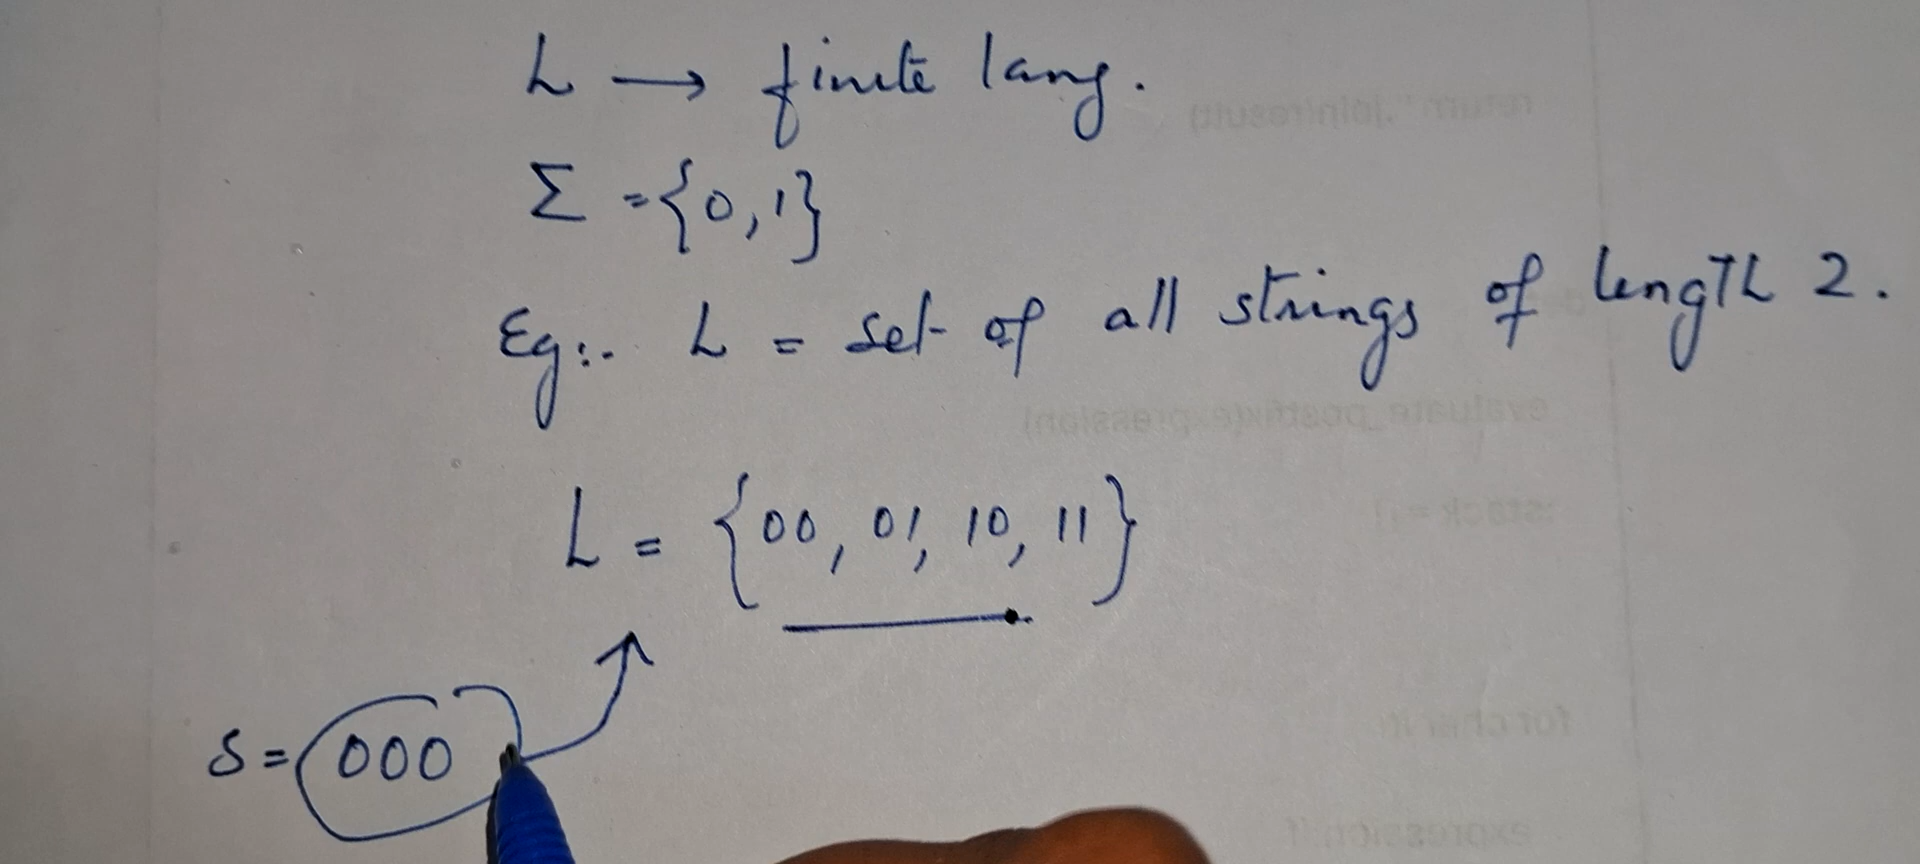 L → finite lang.
Σ = {0,1}
Eg:- L = set of all strings of length 2.
L = {00, 01, 10, 11}
S = 000